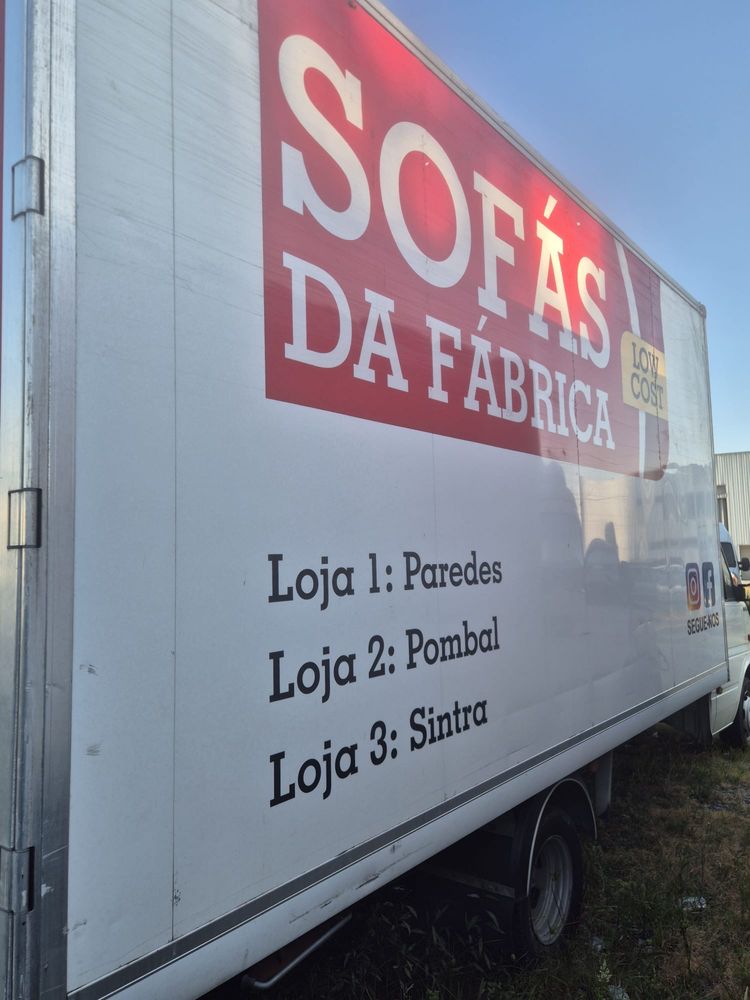 SOFÁS
DA FÁBRICA
LOW
COST
Loja 1: Paredes
Loja 2: Pombal
Loja 3: Sintra
SEGUE-NOS